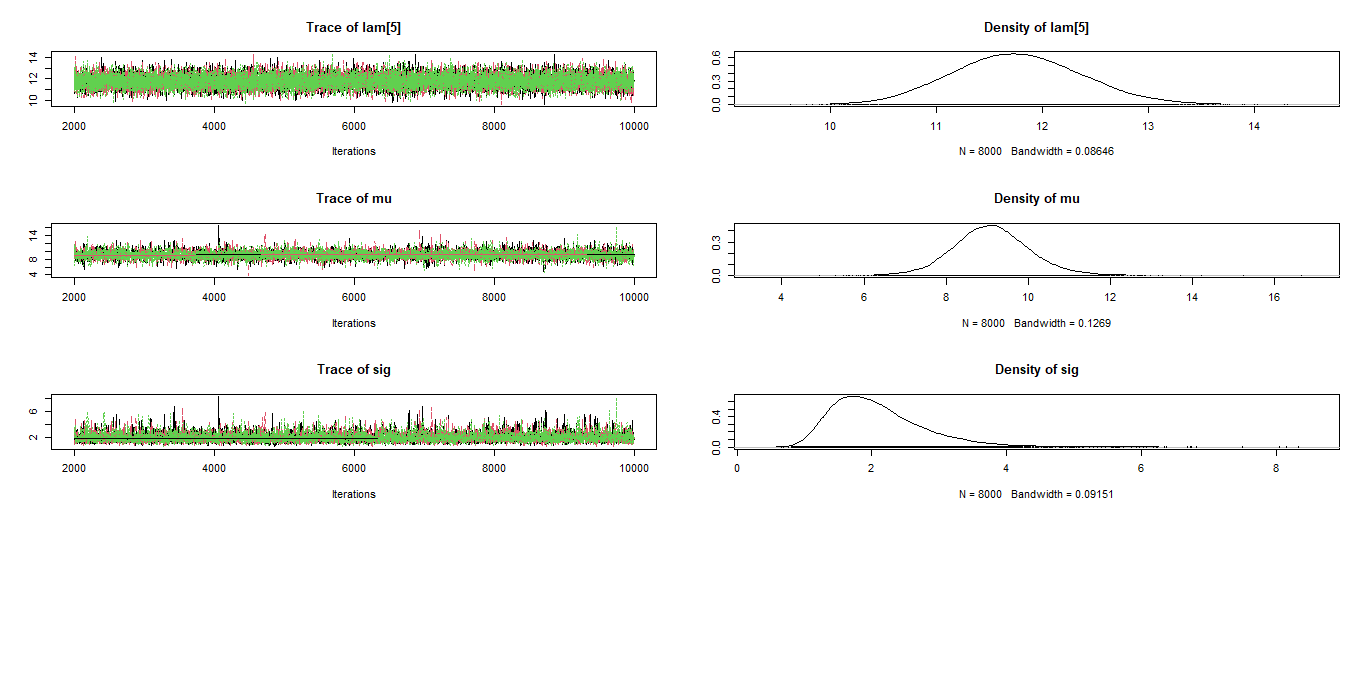 Trace of lam[5]
10 12 14
2000 4000 6000 8000 10000
Iterations
Density of lam[5]
0.0 0.3 0.6
10 11 12 13 14
N = 8000 Bandwidth = 0.08646
Trace of mu
4 8 14
2000 4000 6000 8000 10000
Iterations
Density of mu
0.0 0.3
4 6 8 10 12 14 16
N = 8000 Bandwidth = 0.1269
Trace of sig
2 6
2000 4000 6000 8000 10000
Iterations
Density of sig
0.0 0.4
0 2 4 6 8
N = 8000 Bandwidth = 0.09151